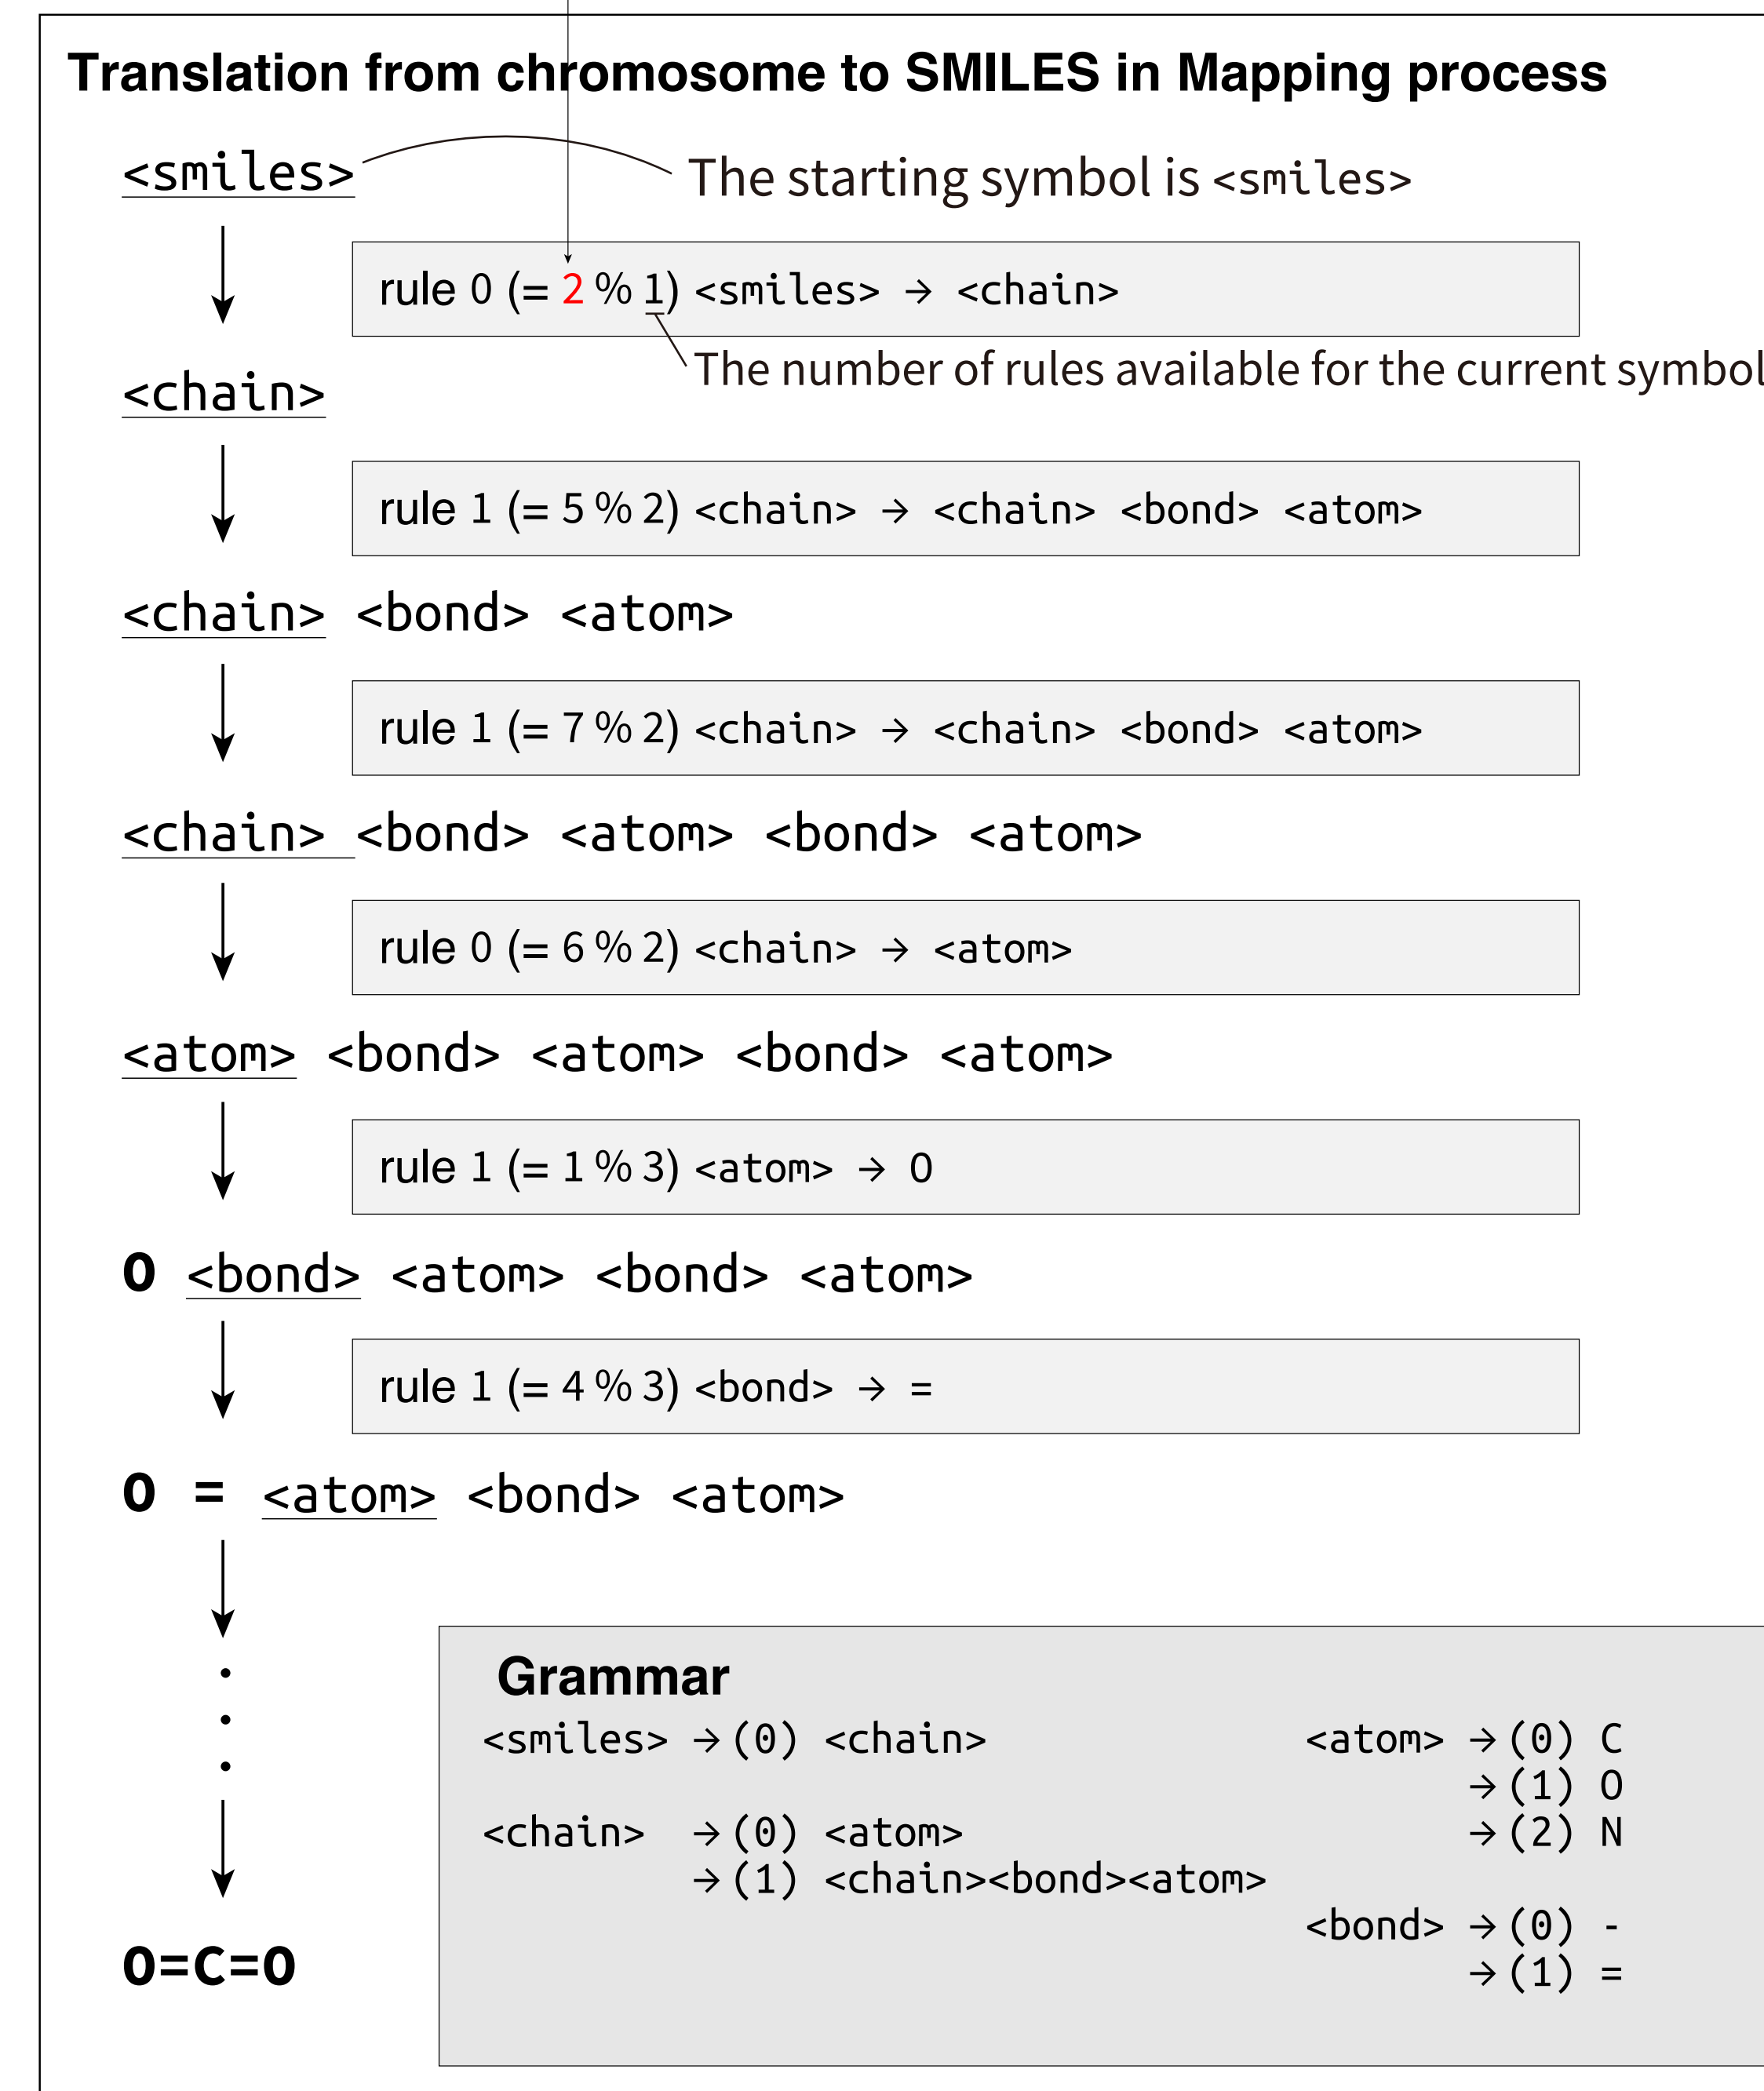 Translation from chromosome to SMILES in Mapping process
<smiles>
The starting symbol is <smiles>
rule 0 (= 2 % 1) <smiles> → <chain>
The number of rules available for the current symbol
<chain>
rule 1 (= 5 % 2) <chain> → <chain> <bond> <atom>
<chain> <bond> <atom>
rule 1 (= 7 % 2) <chain> → <chain> <bond> <atom>
<chain> <bond> <atom> <bond> <atom>
rule 0 (= 6 % 2) <chain> → <atom>
<atom> <bond> <atom> <bond> <atom>
rule 1 (= 1 % 3) <atom> → O
O <bond> <atom> <bond> <atom>
rule 1 (= 4 % 3) <bond> → =
O = <atom> <bond> <atom>
O=C=O
Grammar
<smiles> →(0) <chain>
<chain> →(0) <atom>
→(1) <chain><bond><atom>
<atom> →(0) C
→(1) O
→(2) N
<bond> →(0) -
→(1) =